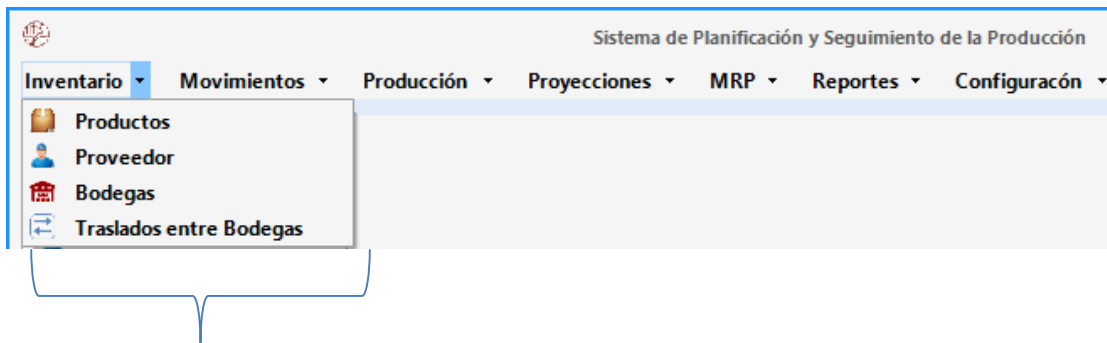 Sistema de Planificación y Seguimiento de la Producción
Inventario Movimientos Producción Proyecciones MRP Reportes Configuracón
Productos
Proveedor
Bodegas
Traslados entre Bodegas